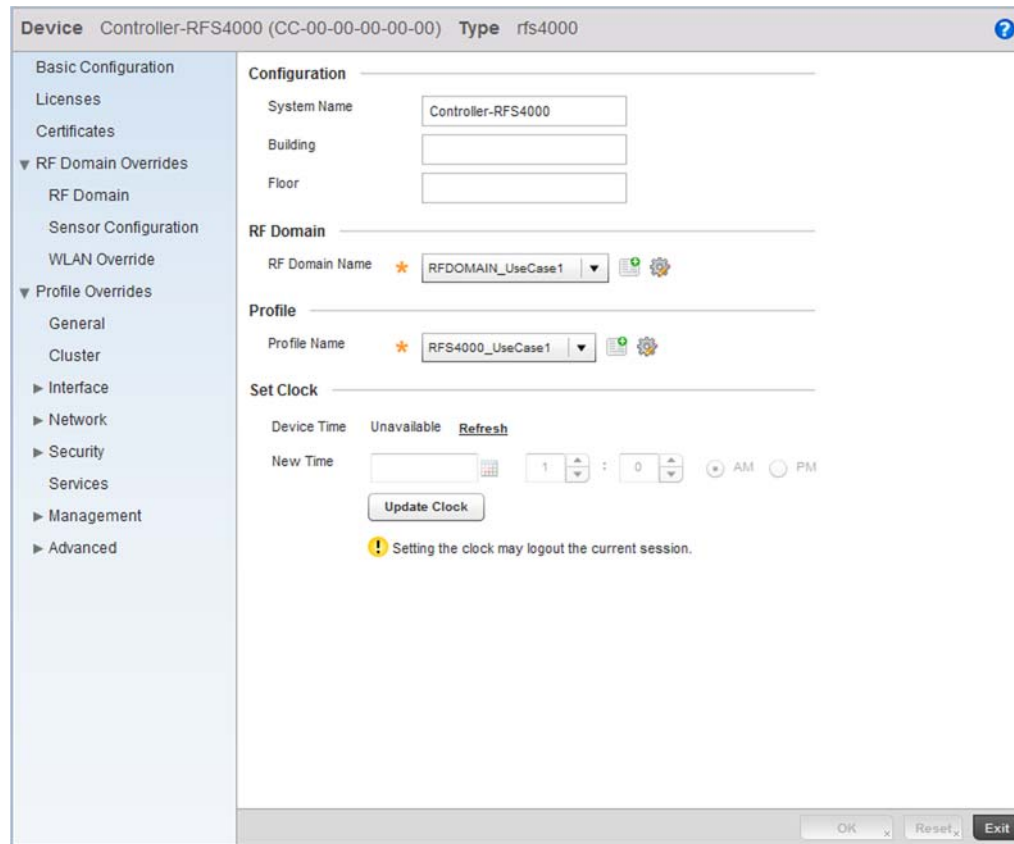 Device Controller-RFS4000 (CC-00-00-00-00-00) Type rfs4000 ?
Basic Configuration
Licenses
Certificates
RF Domain Overrides
RF Domain
Sensor Configuration
WLAN Override
Profile Overrides
General
Cluster
Interface
Network
Security
Services
Management
Advanced
Configuration
System Name Controller-RFS4000
Building
Floor
RF Domain
RF Domain Name * RFDOMAIN_UseCase1
Profile
Profile Name * RFS4000_UseCase1
Set Clock
Device Time Unavailable Refresh
New Time 1 : 0 AM PM
Update Clock
! Setting the clock may logout the current session.
OK Reset Exit